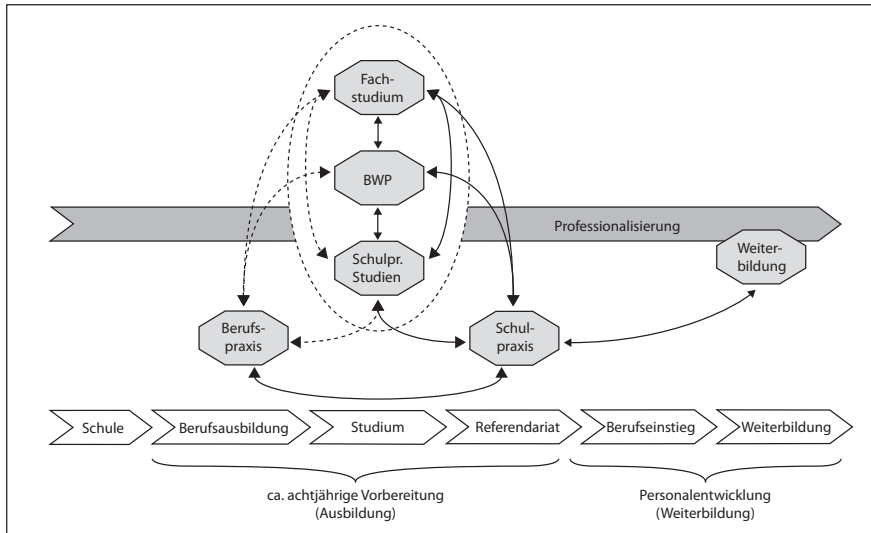 Fach-
studium
BWP
Professionalisierung
Schulpr.
Studien
Weiter-
bildung
Berufs-
praxis
Schul-
praxis
Schule
Berufsausbildung
Studium
Referendariat
Berufseinstieg
Weiterbildung
ca. achtjährige Vorbereitung
(Ausbildung)
Personalentwicklung
(Weiterbildung)